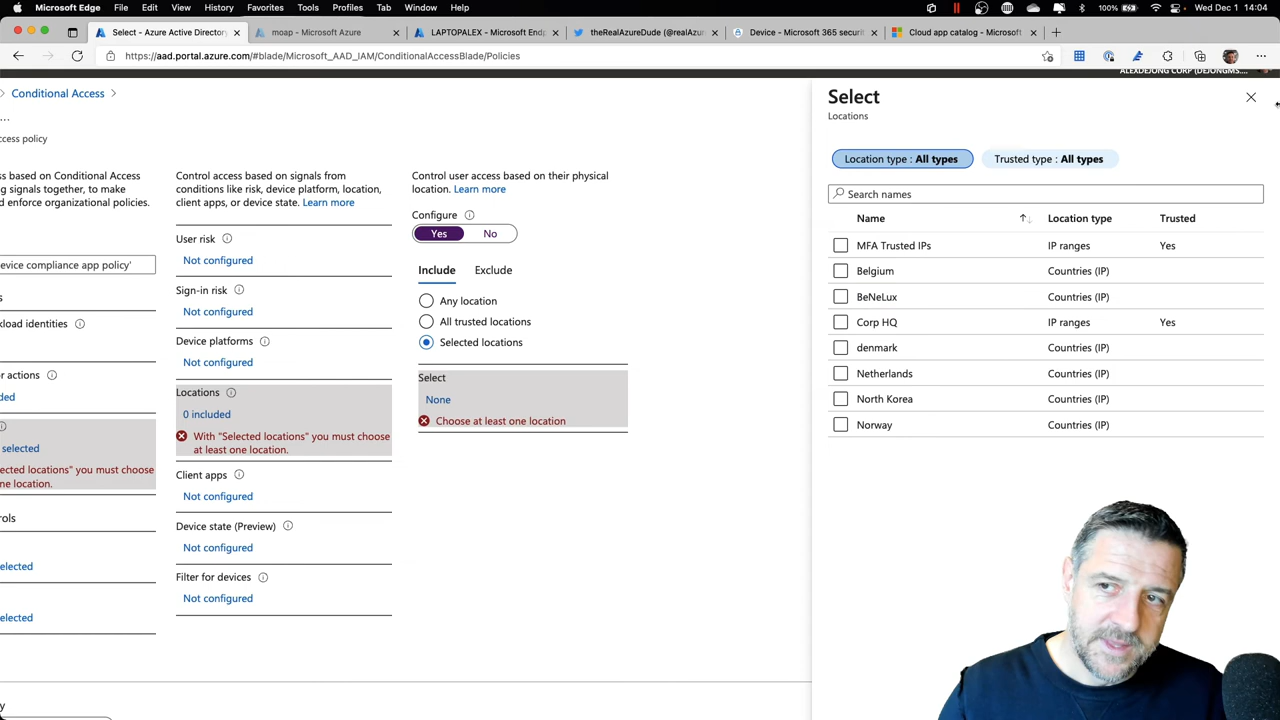 Microsoft Edge File Edit View History Favorites Tools Profiles Tab Window Help 100% Wed Dec 1 14:04
Select - Azure Active Directory
moap - Microsoft Azure
LAPTOPALEX - Microsoft Endp
theRealAzureDude (@realAzur
Device - Microsoft 365 securit
Cloud app catalog - Microsoft
https://aad.portal.azure.com/#blade/Microsoft_AAD_IAM/ConditionalAccessBlade/Policies
ALEXDEJONG CORP (DEJONGMS....
Conditional Access
...
ccess policy
ess based on Conditional Access
g signals together, to make
d enforce organizational policies.
evice compliance app policy'
s
kload identities
or actions
ded
selected
ected locations" you must choose
ne location.
rols
elected
elected
y
Control access based on signals from
conditions like risk, device platform, location,
client apps, or device state. Learn more
User risk
Not configured
Sign-in risk
Not configured
Device platforms
Not configured
Locations
0 included
With "Selected locations" you must choose
at least one location.
Client apps
Not configured
Device state (Preview)
Not configured
Filter for devices
Not configured
Control user access based on their physical
location. Learn more
Configure
Yes No
Include Exclude
Any location
All trusted locations
Selected locations
Select
None
Choose at least one location
Select
Locations
Location type : All types Trusted type : All types
Search names
Name Location type Trusted
MFA Trusted IPs IP ranges Yes
Belgium Countries (IP)
BeNeLux Countries (IP)
Corp HQ IP ranges Yes
denmark Countries (IP)
Netherlands Countries (IP)
North Korea Countries (IP)
Norway Countries (IP)